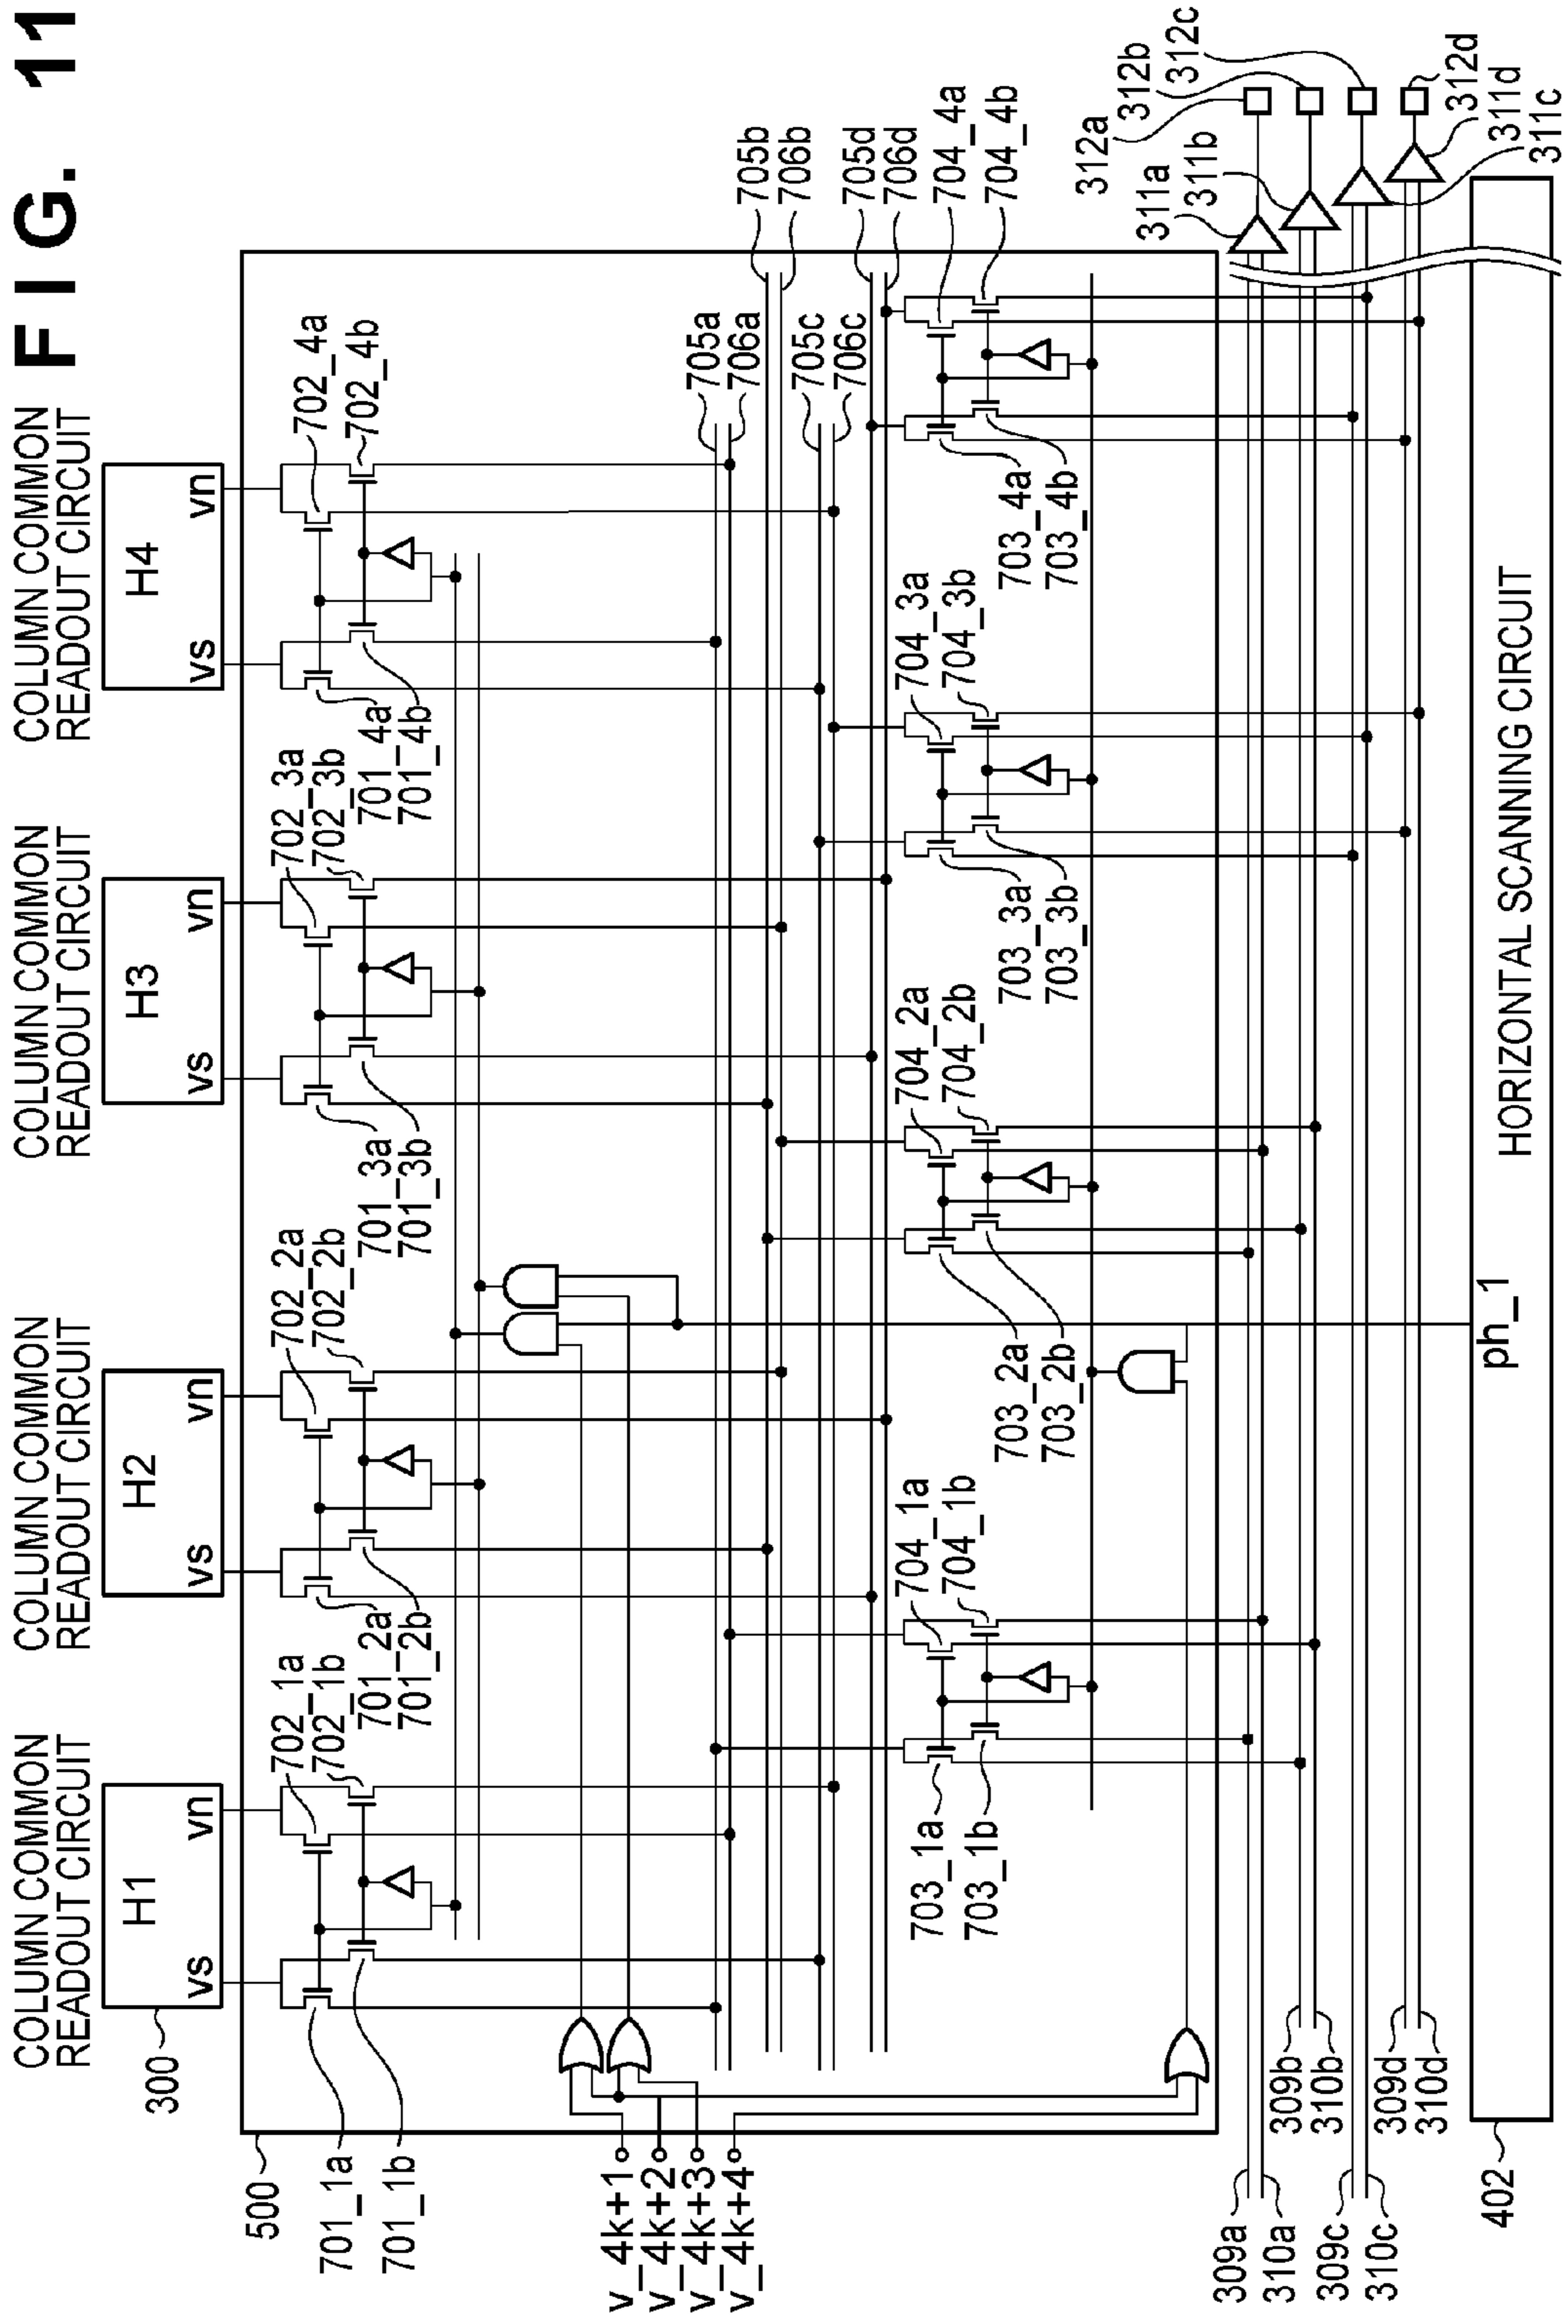 FIG. 11
COLUMN COMMON
READOUT CIRCUIT
COLUMN COMMON
READOUT CIRCUIT
COLUMN COMMON
READOUT CIRCUIT
COLUMN COMMON
READOUT CIRCUIT
300
H1
vs
vn
H2
vs
vn
H3
vs
vn
H4
vs
vn
500
701_1a
701_1b
702_1a
702_1b
701_2a
701_2b
702_2a
702_2b
701_3a
701_3b
702_3a
702_3b
701_4a
701_4b
702_4a
702_4b
v_4k+1
v_4k+2
v_4k+3
v_4k+4
705a
706a
705b
706b
705c
706c
705d
706d
703_1a
703_1b
704_1a
704_1b
703_2a
703_2b
704_2a
704_2b
703_3a
703_3b
704_3a
704_3b
703_4a
703_4b
704_4a
704_4b
309a
310a
309b
310b
309c
310c
309d
310d
311a
311b
312a
312b
312c
312d
311d
311c
402
ph_1
HORIZONTAL SCANNING CIRCUIT